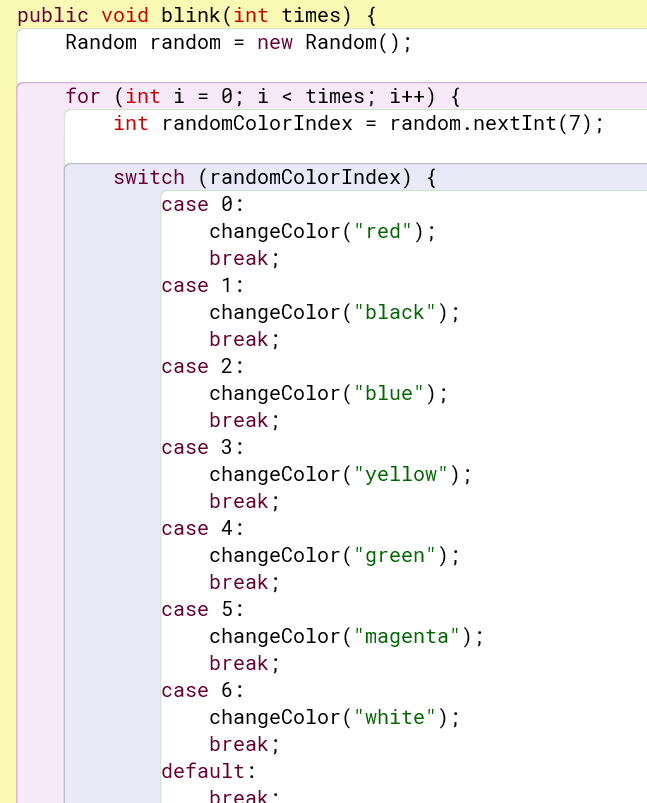 public void blink(int times) {
    Random random = new Random();

    for (int i = 0; i < times; i++) {
        int randomColorIndex = random.nextInt(7);

        switch (randomColorIndex) {
            case 0:
                changeColor("red");
                break;
            case 1:
                changeColor("black");
                break;
            case 2:
                changeColor("blue");
                break;
            case 3:
                changeColor("yellow");
                break;
            case 4:
                changeColor("green");
                break;
            case 5:
                changeColor("magenta");
                break;
            case 6:
                changeColor("white");
                break;
            default:
                break;